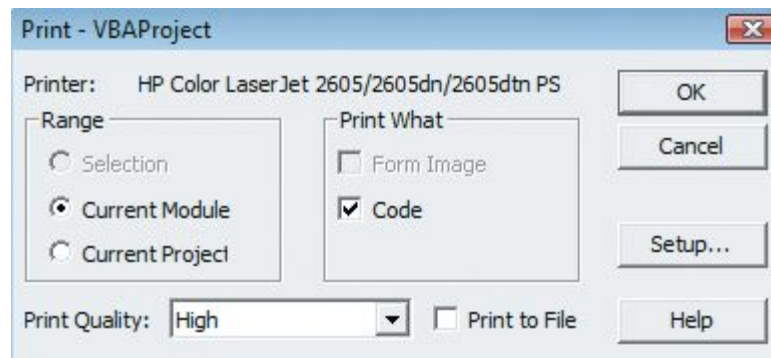 Print - VBAProject
Printer: HP Color LaserJet 2605/2605dn/2605dtn PS
OK
Range
Print What
Cancel
Selection
Form Image
Current Module
Code
Current Project
Setup...
Print Quality: High
Print to File
Help